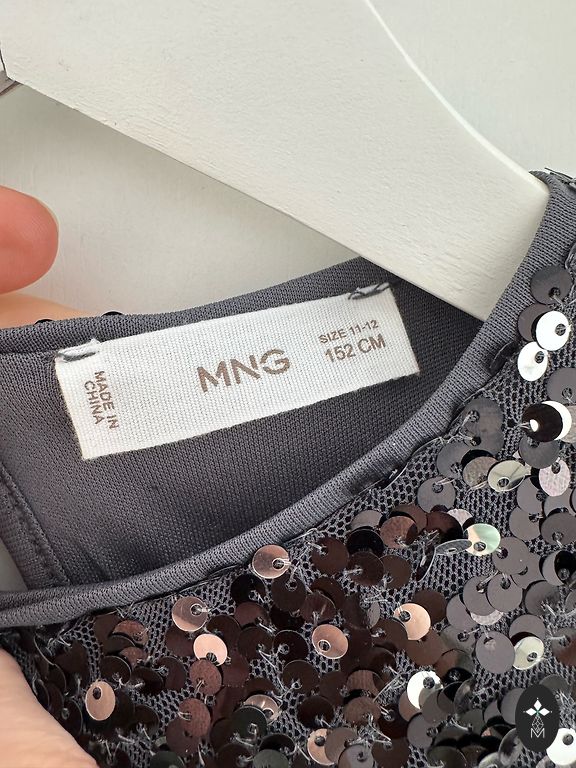 MADE IN
CHINA
MNG
SIZE 11-12
152 CM
M